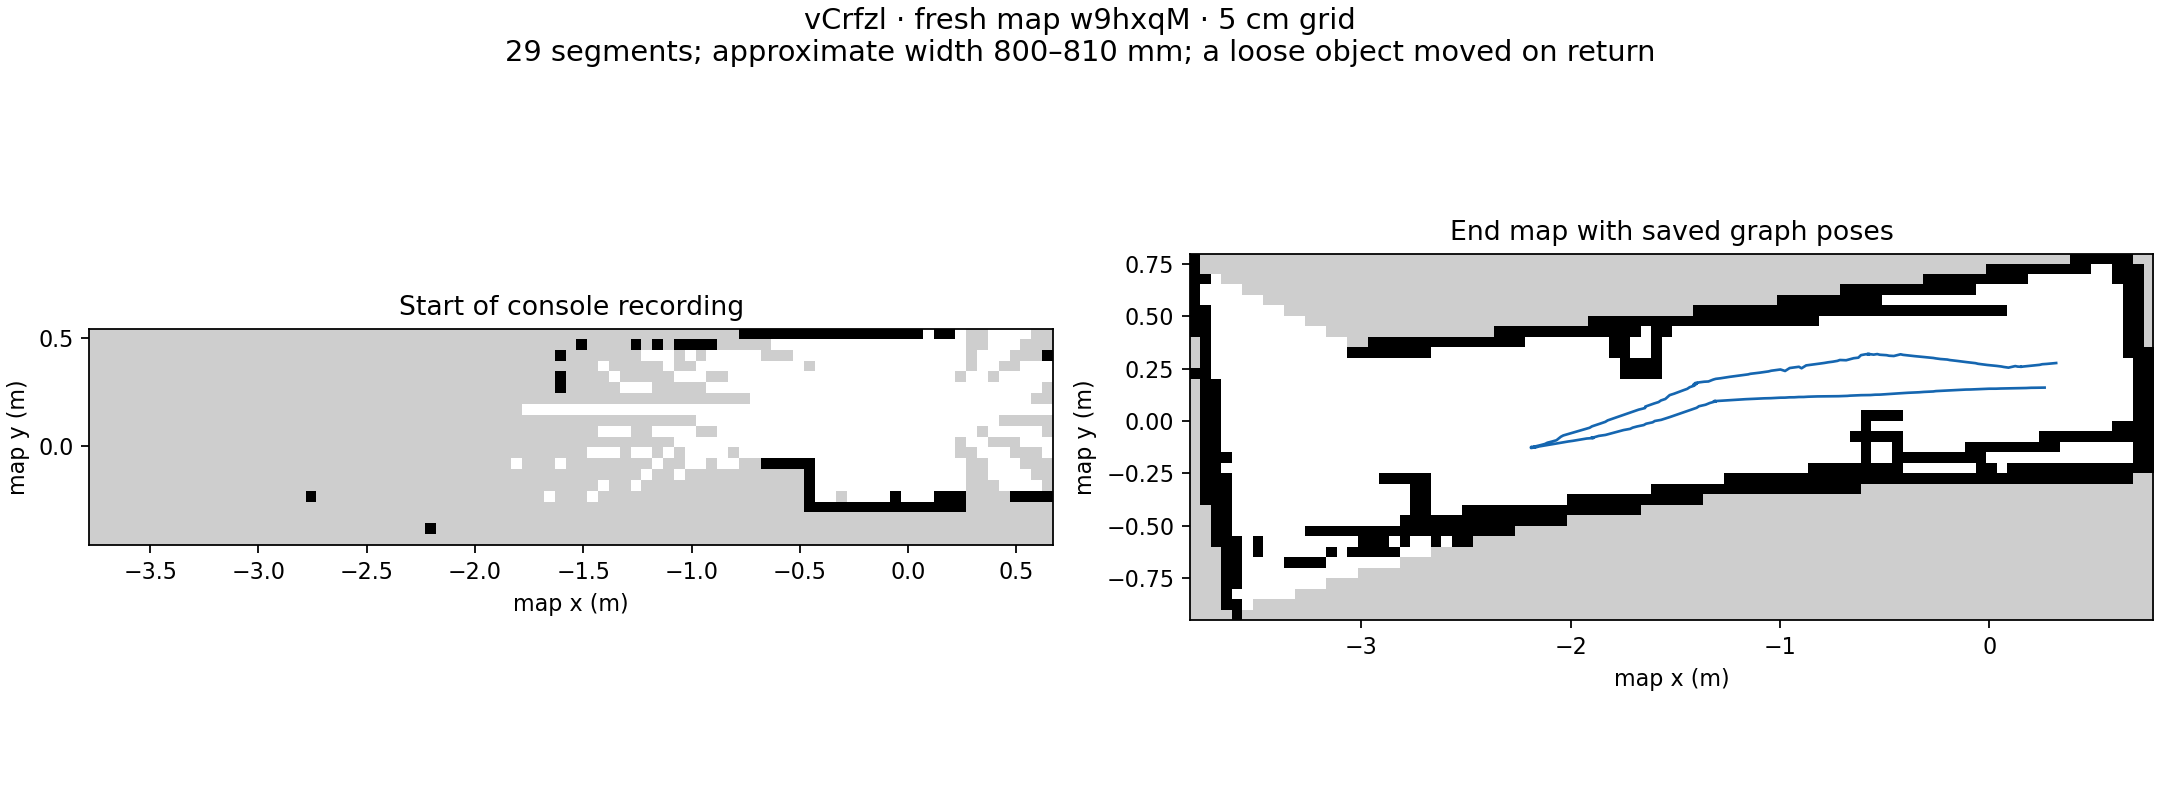 vCrfzl · fresh map w9hxqM · 5 cm grid
29 segments; approximate width 800–810 mm; a loose object moved on return
Start of console recording
0.5
0.0
map y (m)
−3.5 −3.0 −2.5 −2.0 −1.5 −1.0 −0.5 0.0 0.5
map x (m)
End map with saved graph poses
0.75
0.50
0.25
0.00
−0.25
−0.50
−0.75
map y (m)
−3 −2 −1 0
map x (m)